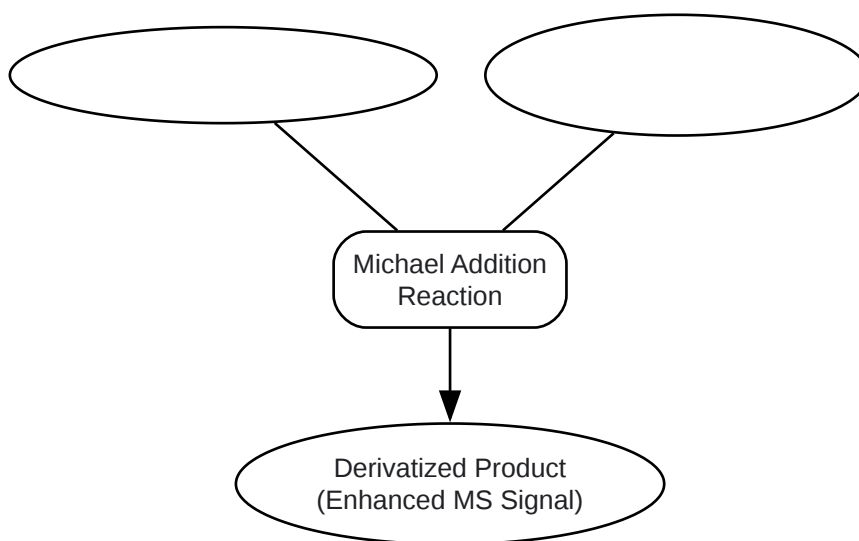 Michael Addition
Reaction
Derivatized Product
(Enhanced MS Signal)